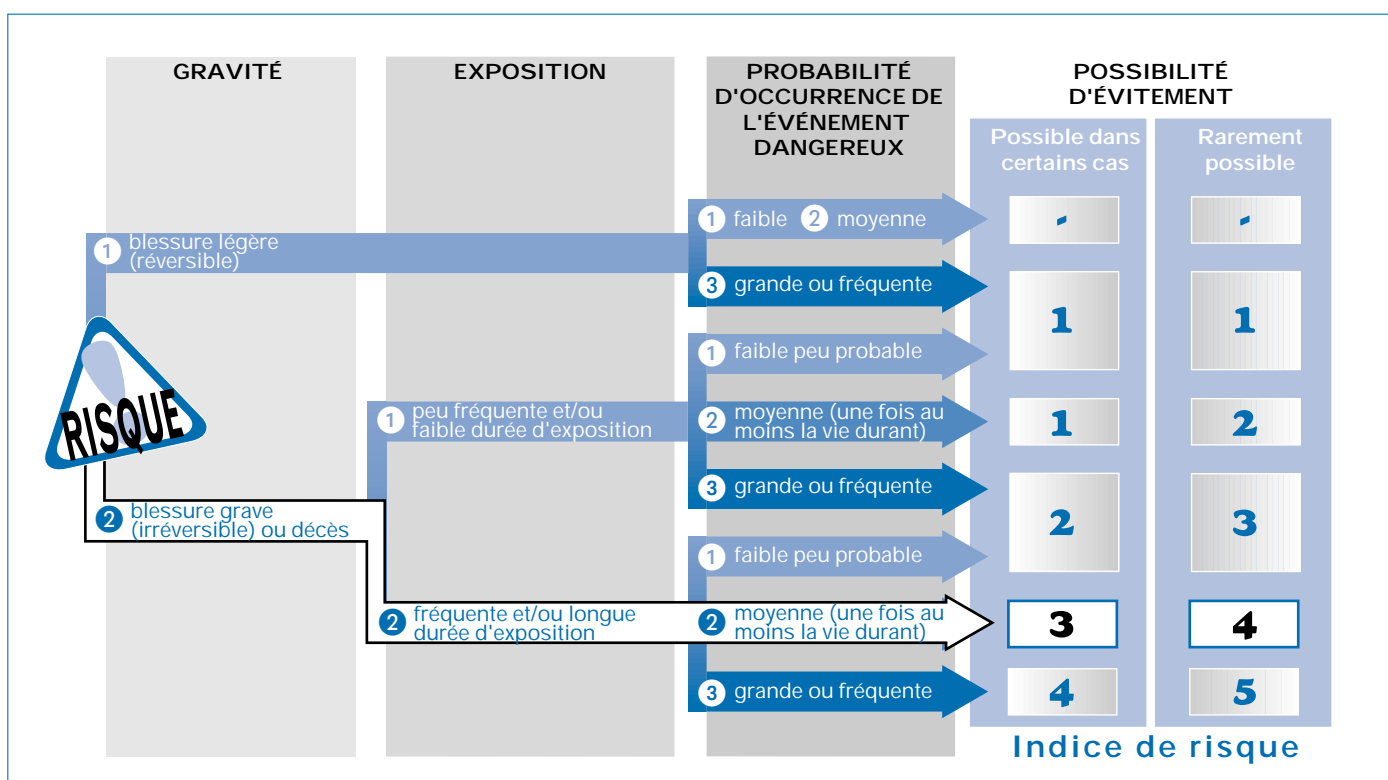 GRAVITÉ
EXPOSITION
PROBABILITÉ
D'OCCURRENCE DE
L'ÉVÉNEMENT
DANGEREUX
POSSIBILITÉ
D'ÉVITEMENT
Possible dans
certains cas
Rarement
possible
1 blessure légère
(réversible)
1 faible 2 moyenne
- -
3 grande ou fréquente
1 1
1 faible peu probable
RISQUE
1 peu fréquente et/ou
faible durée d'exposition
2 moyenne (une fois au
moins la vie durant)
1 2
3 grande ou fréquente
2 3
2 blessure grave
(irréversible) ou décès
1 faible peu probable
2 fréquente et/ou longue
durée d'exposition
2 moyenne (une fois au
moins la vie durant)
3 4
3 grande ou fréquente
4 5
Indice de risque